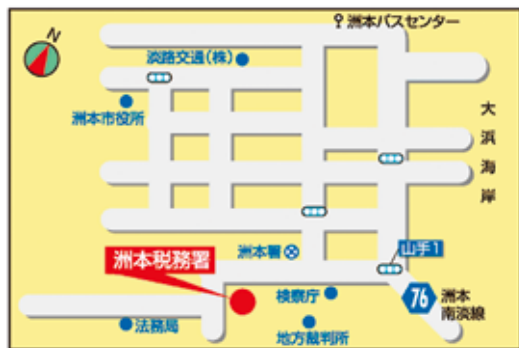 N
洲本バスセンター
淡路交通(株)
洲本市役所
大浜海岸
山手1
洲本署
洲本税務署
76
洲本
南淡線
検察庁
法務局
地方裁判所